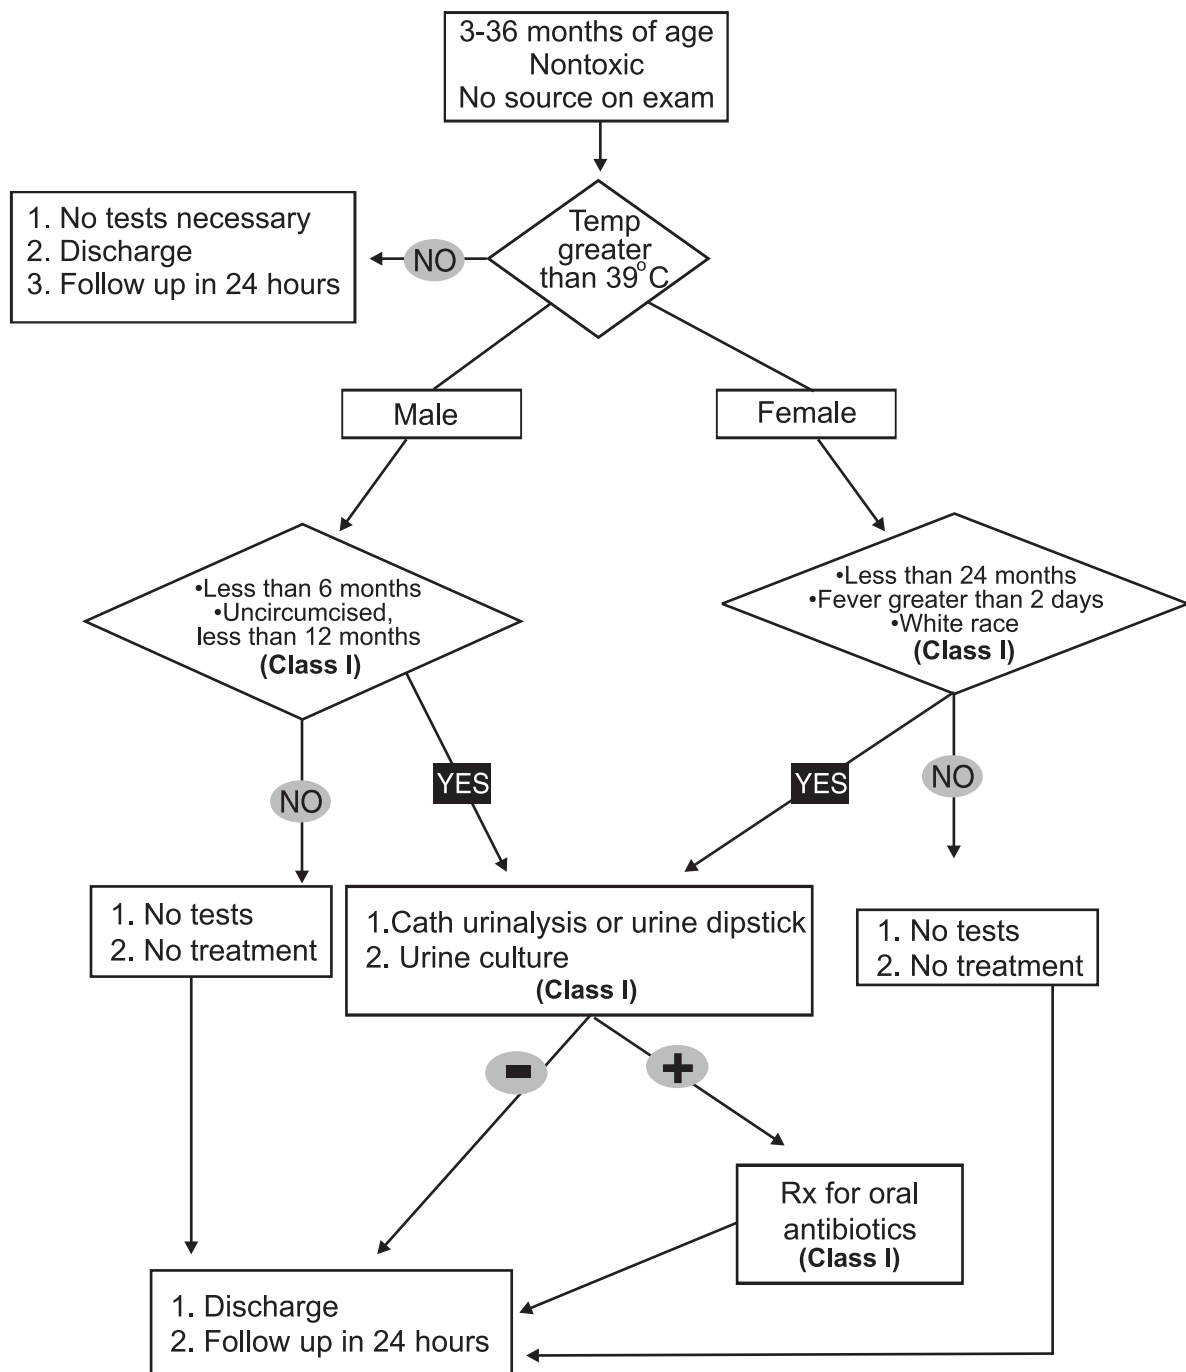 3-36 months of age
Nontoxic
No source on exam
Temp
greater
than 39°C
NO
1. No tests necessary
2. Discharge
3. Follow up in 24 hours
Male
Female
•Less than 6 months
•Uncircumcised,
less than 12 months
(Class I)
•Less than 24 months
•Fever greater than 2 days
•White race
(Class I)
NO
YES
YES
NO
1. No tests
2. No treatment
1.Cath urinalysis or urine dipstick
2. Urine culture
(Class I)
1. No tests
2. No treatment
-
+
Rx for oral
antibiotics
(Class I)
1. Discharge
2. Follow up in 24 hours